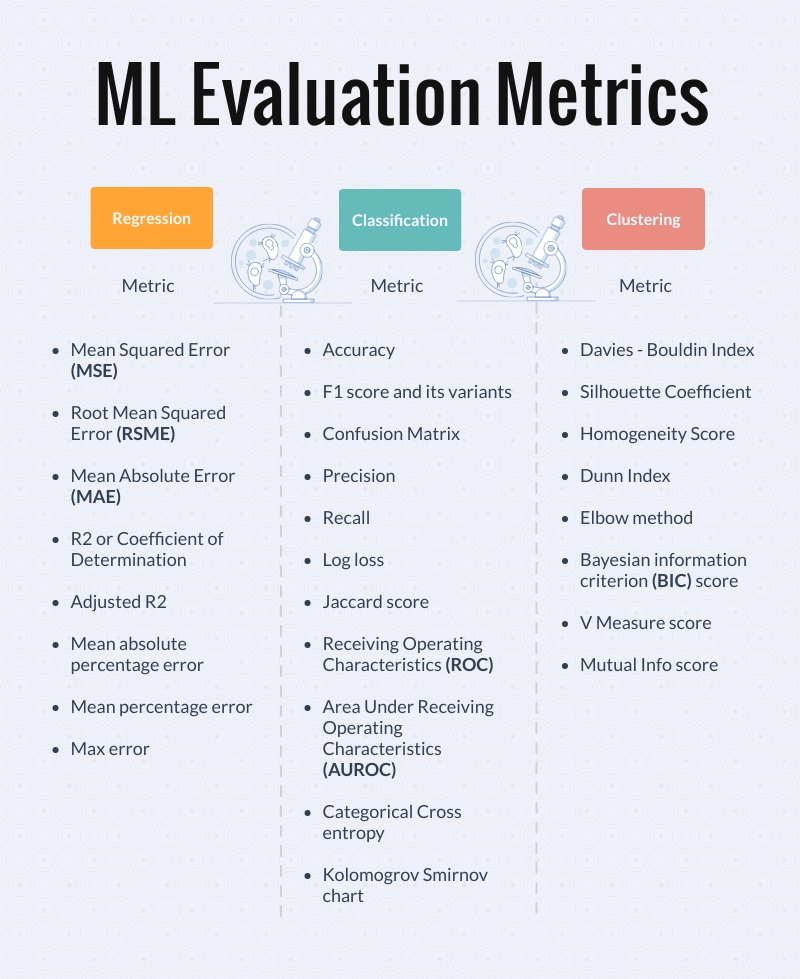 ML Evaluation Metrics
Regression
Metric
• Mean Squared Error
(MSE)
• Root Mean Squared
Error (RSME)
• Mean Absolute Error
(MAE)
• R2 or Coefficient of
Determination
• Adjusted R2
• Mean absolute
percentage error
• Mean percentage error
• Max error
Classification
Metric
• Accuracy
• F1 score and its variants
• Confusion Matrix
• Precision
• Recall
• Log loss
• Jaccard score
• Receiving Operating
Characteristics (ROC)
• Area Under Receiving
Operating
Characteristics
(AUROC)
• Categorical Cross
entropy
• Kolomogrov Smirnov
chart
Clustering
Metric
• Davies - Bouldin Index
• Silhouette Coefficient
• Homogeneity Score
• Dunn Index
• Elbow method
• Bayesian information
criterion (BIC) score
• V Measure score
• Mutual Info score